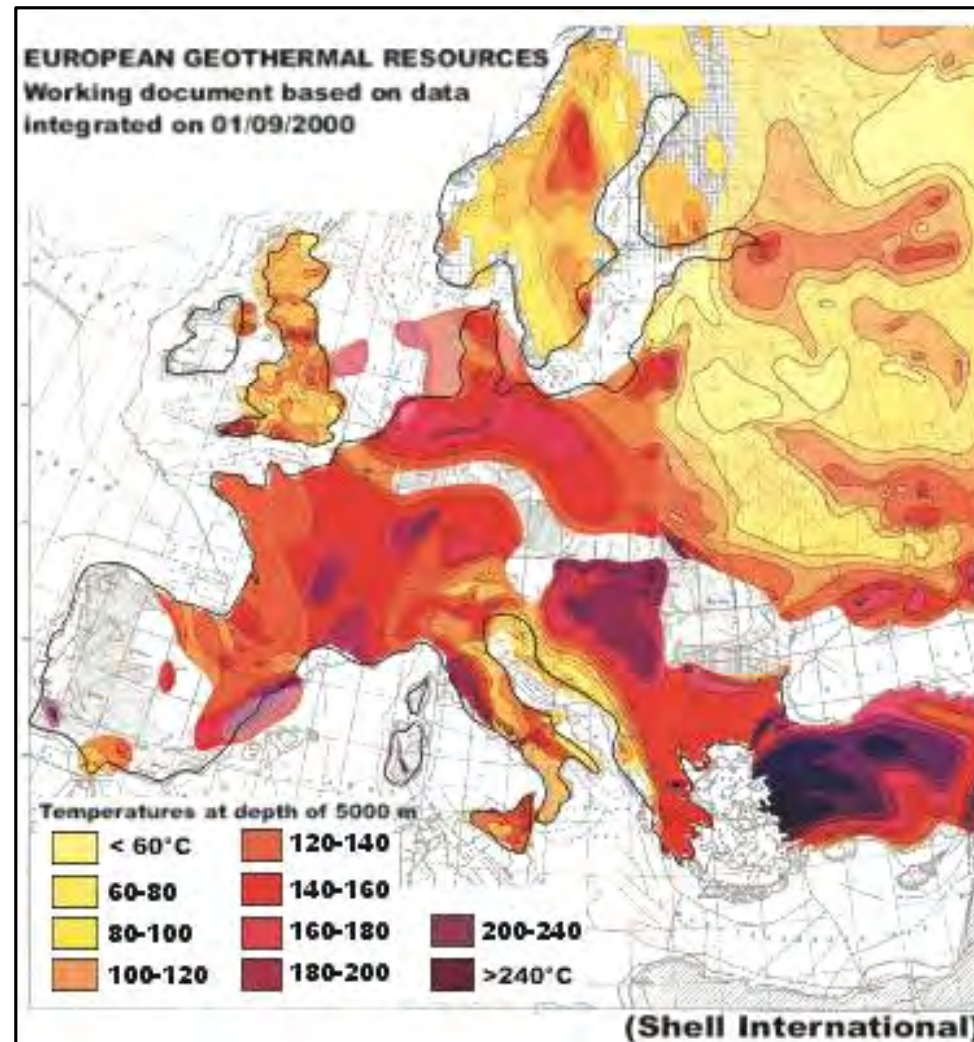 EUROPEAN GEOTHERMAL RESOURCES
Working document based on data
integrated on 01/09/2000
Temperatures at depth of 5000 m
< 60°C
60-80
80-100
100-120
120-140
140-160
160-180
180-200
200-240
>240°C
(Shell International)